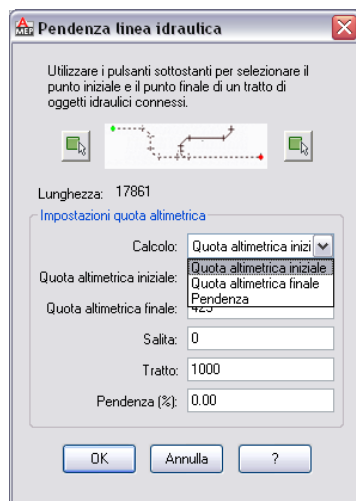 MEP Pendenza linea idraulica
Utilizzare i pulsanti sottostanti per selezionare il
punto iniziale e il punto finale di un tratto di
oggetti idraulici connessi.
Lunghezza: 17861
Impostazioni quota altimetrica
Calcolo: Quota altimetrica inizi
Quota altimetrica iniziale
Quota altimetrica iniziale:
Quota altimetrica finale
Pendenza
Quota altimetrica finale: 425
Salita: 0
Tratto: 1000
Pendenza (%): 0.00
OK Annulla ?